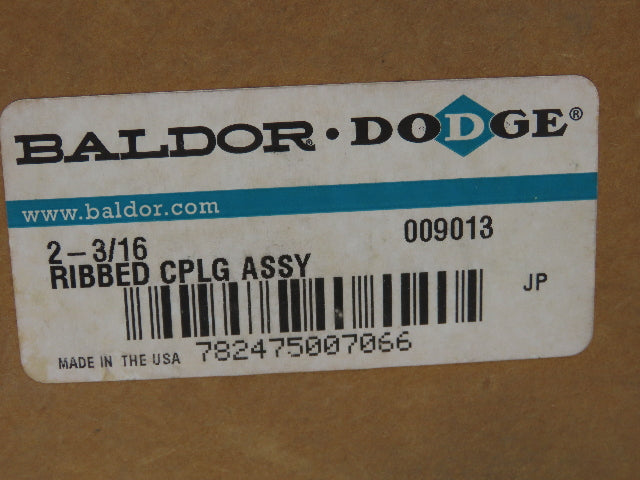 BALDOR® • DODGE®
www.baldor.com
2-3/16 009013
RIBBED CPLG ASSY
JP
782475007066
MADE IN THE USA